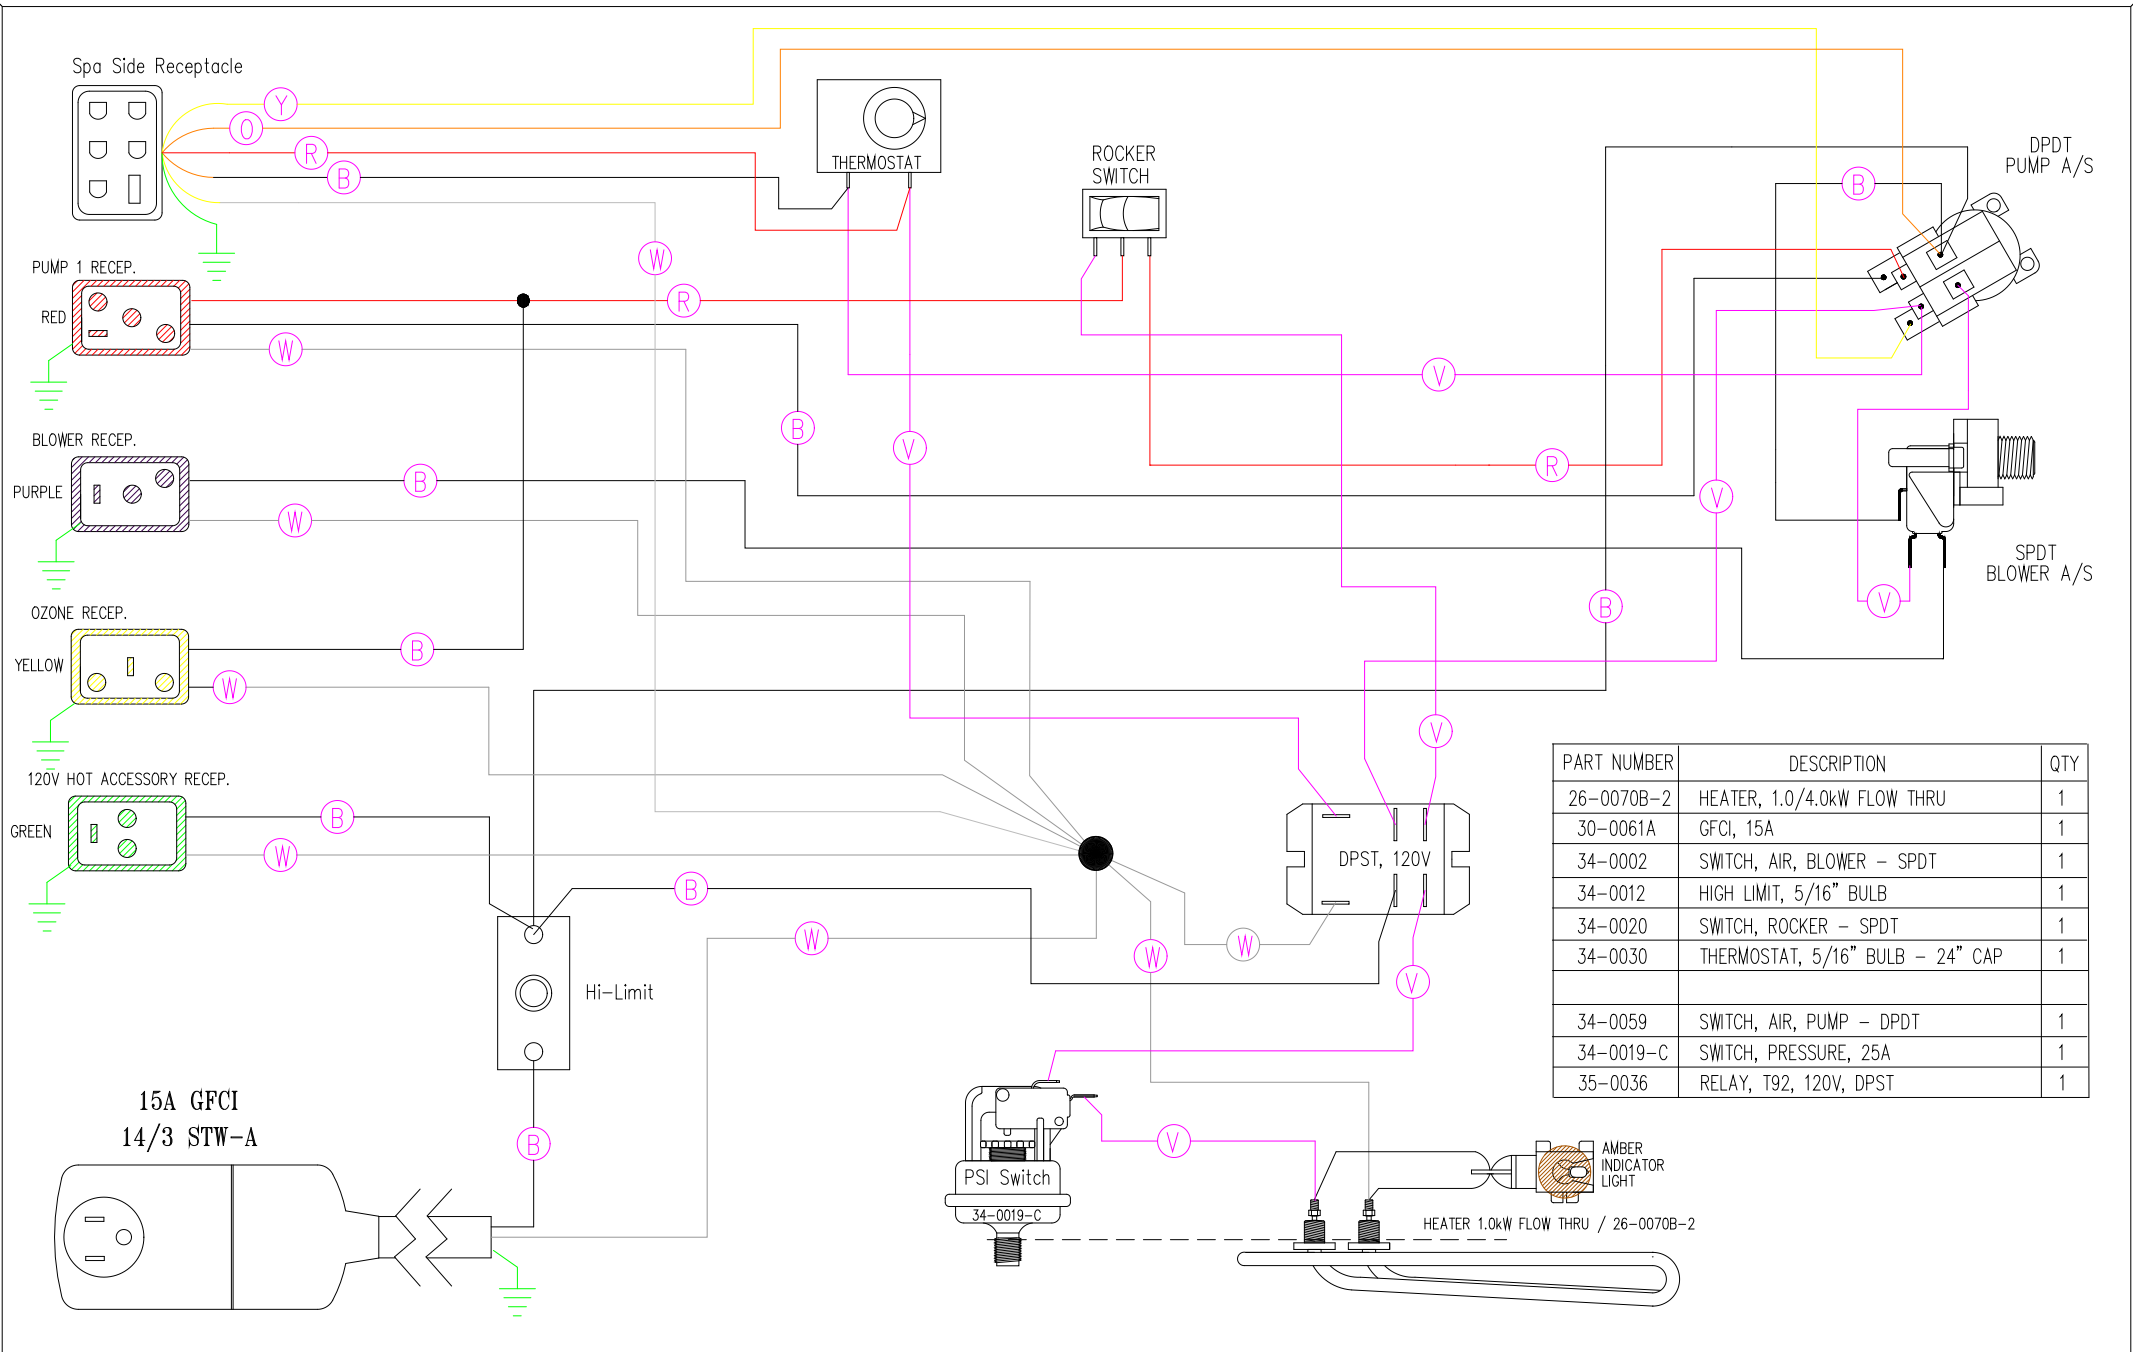 Spa Side Receptacle
Y
O
R
B
W
THERMOSTAT
ROCKER
SWITCH
DPDT
PUMP A/S
B
PUMP 1 RECEP.
RED
R
W
V
B
V
R
V
BLOWER RECEP.
PURPLE
B
W
SPDT
BLOWER A/S
V
B
OZONE RECEP.
YELLOW
B
W
V
120V HOT ACCESSORY RECEP.
GREEN
B
W
B
W
DPST, 120V
W
W
V
Hi-Limit
PART NUMBER DESCRIPTION QTY
26-0070B-2 HEATER, 1.0/4.0kW FLOW THRU 1
30-0061A GFCI, 15A 1
34-0002 SWITCH, AIR, BLOWER - SPDT 1
34-0012 HIGH LIMIT, 5/16" BULB 1
34-0020 SWITCH, ROCKER - SPDT 1
34-0030 THERMOSTAT, 5/16" BULB - 24" CAP 1
34-0059 SWITCH, AIR, PUMP - DPDT 1
34-0019-C SWITCH, PRESSURE, 25A 1
35-0036 RELAY, T92, 120V, DPST 1
15A GFCI
14/3 STW-A
B
V
PSI Switch
34-0019-C
AMBER
INDICATOR
LIGHT
HEATER 1.0kW FLOW THRU / 26-0070B-2